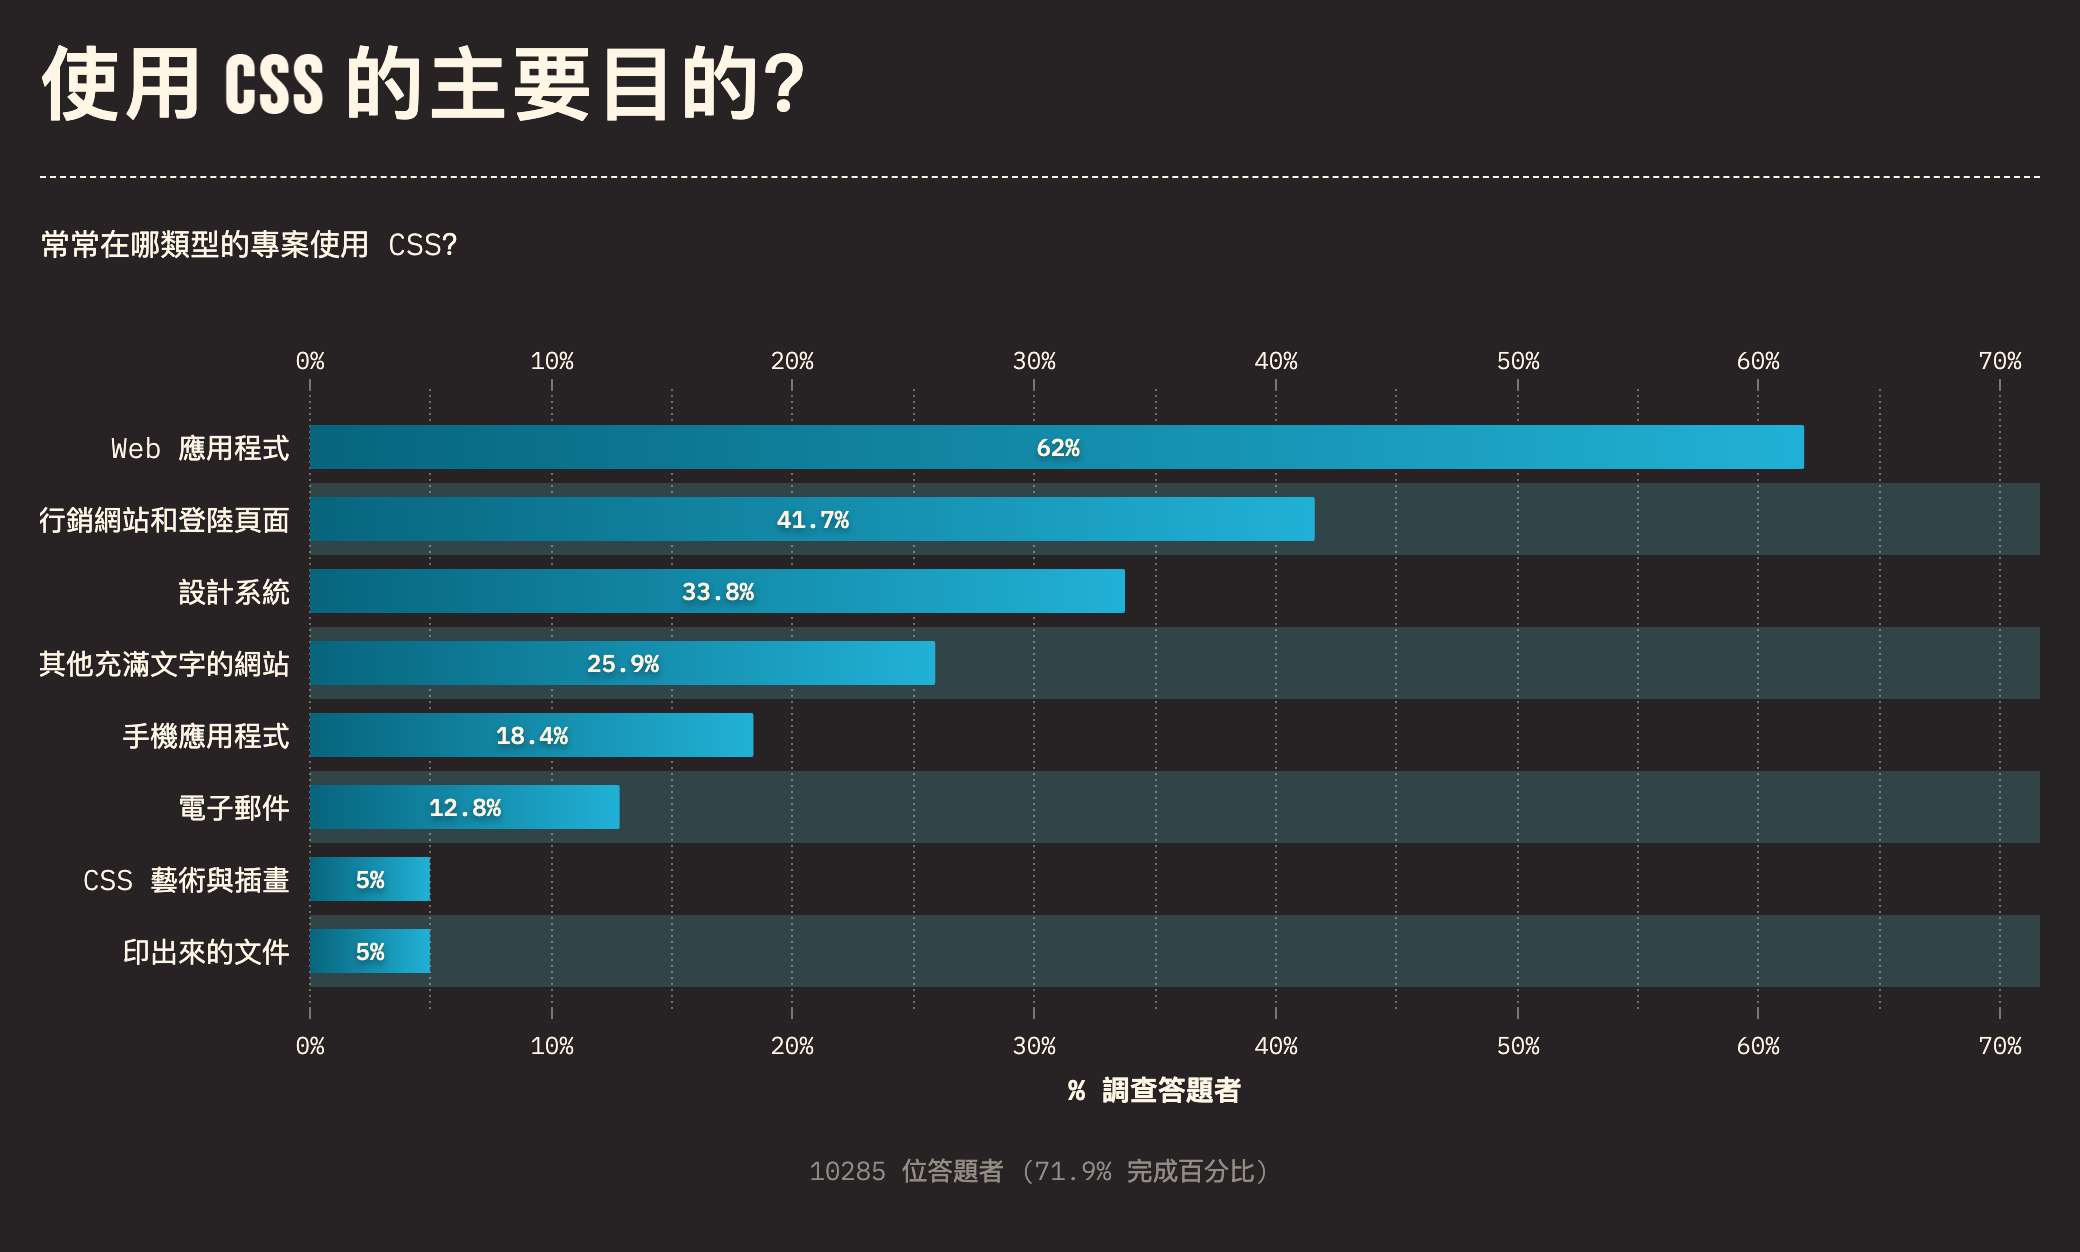 使用 CSS 的主要目的?
常常在哪類型的專案使用 CSS?
0% 10% 20% 30% 40% 50% 60% 70%
Web 應用程式 62%
行銷網站和登陸頁面 41.7%
設計系統 33.8%
其他充滿文字的網站 25.9%
手機應用程式 18.4%
電子郵件 12.8%
CSS 藝術與插畫 5%
印出來的文件 5%
0% 10% 20% 30% 40% 50% 60% 70%
% 調查答題者
10285 位答題者 (71.9% 完成百分比)